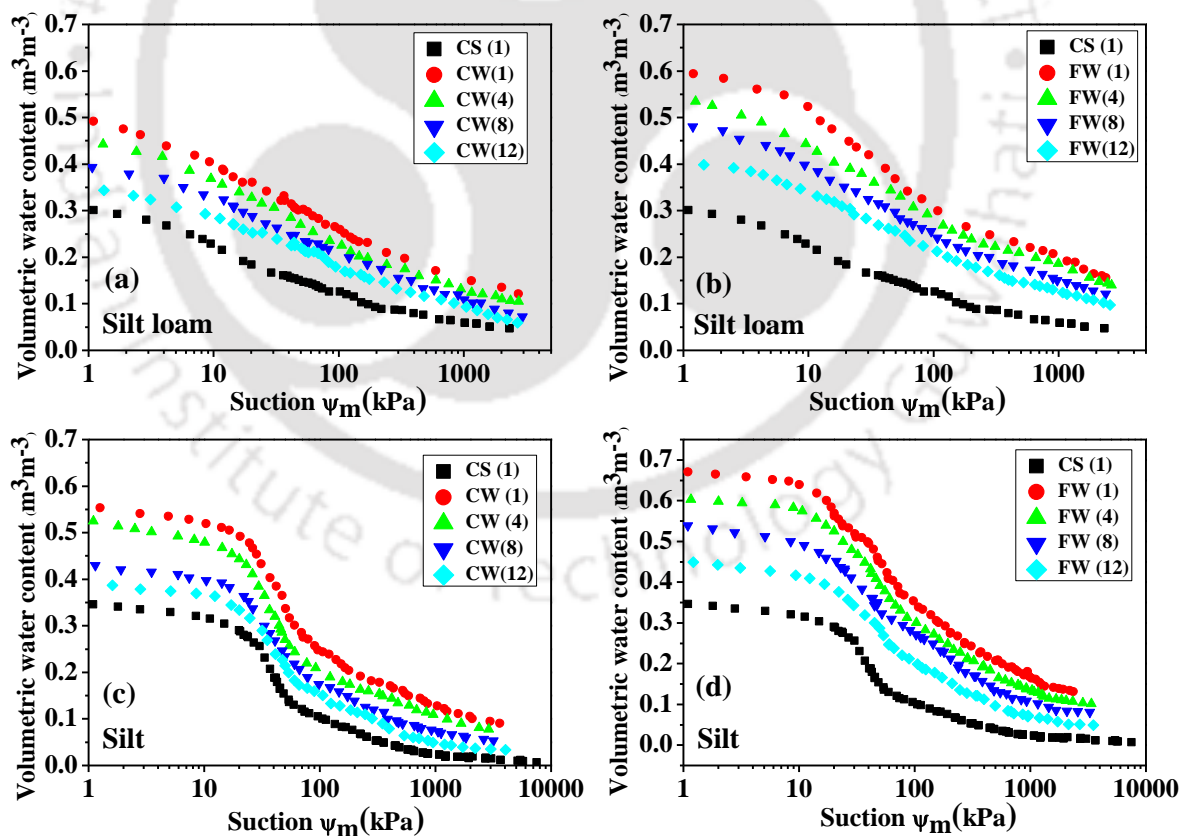 Volumetric water content (m³m-³)
0.7
0.6
0.5
0.4
0.3
0.2
0.1
0.0
CS (1)
CW(1)
CW(4)
CW(8)
CW(12)
(a)
Silt loam
1 10 100 1000
Suction ψm(kPa)
Volumetric water content (m³m-³)
0.7
0.6
0.5
0.4
0.3
0.2
0.1
0.0
CS (1)
FW (1)
FW(4)
FW(8)
FW(12)
(b)
Silt loam
1 10 100 1000
Suction ψm(kPa)
Volumetric water content (m³m-³)
0.7
0.6
0.5
0.4
0.3
0.2
0.1
0.0
CS (1)
CW (1)
CW (4)
CW(8)
CW(12)
(c)
Silt
1 10 100 1000 10000
Suction ψm(kPa)
Volumetric water content (m³m-³)
0.7
0.6
0.5
0.4
0.3
0.2
0.1
0.0
CS (1)
FW (1)
FW (4)
FW (8)
FW (12)
(d)
Silt
1 10 100 1000 10000
Suction ψm(kPa)
Institute of Technology